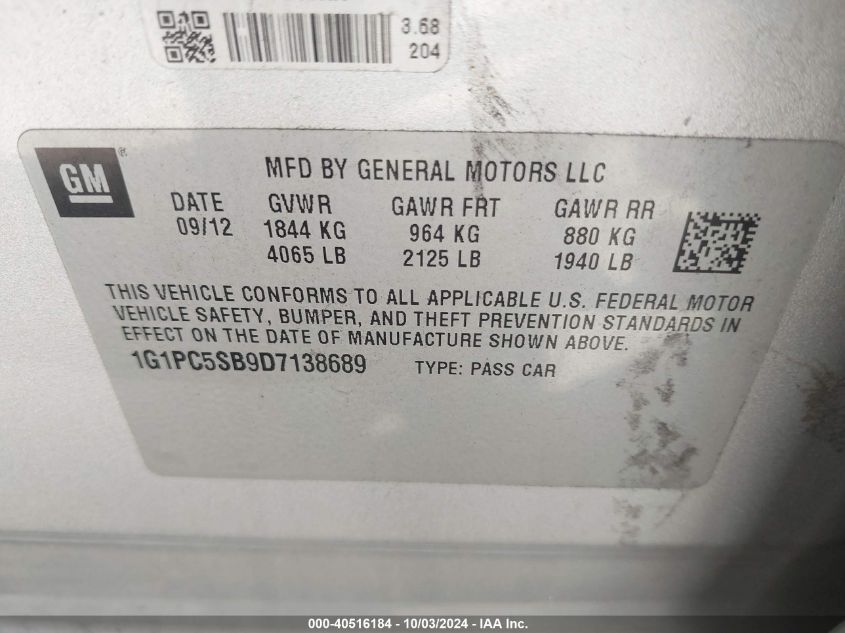 3.68
204
GM
MFD BY GENERAL MOTORS LLC
DATE GVWR GAWR FRT GAWR RR
09/12 1844 KG 964 KG 880 KG
4065 LB 2125 LB 1940 LB
THIS VEHICLE CONFORMS TO ALL APPLICABLE U.S. FEDERAL MOTOR
VEHICLE SAFETY, BUMPER, AND THEFT PREVENTION STANDARDS IN
EFFECT ON THE DATE OF MANUFACTURE SHOWN ABOVE.
1G1PC5SB9D7138689 TYPE: PASS CAR
000-40516184 - 10/03/2024 - IAA Inc.